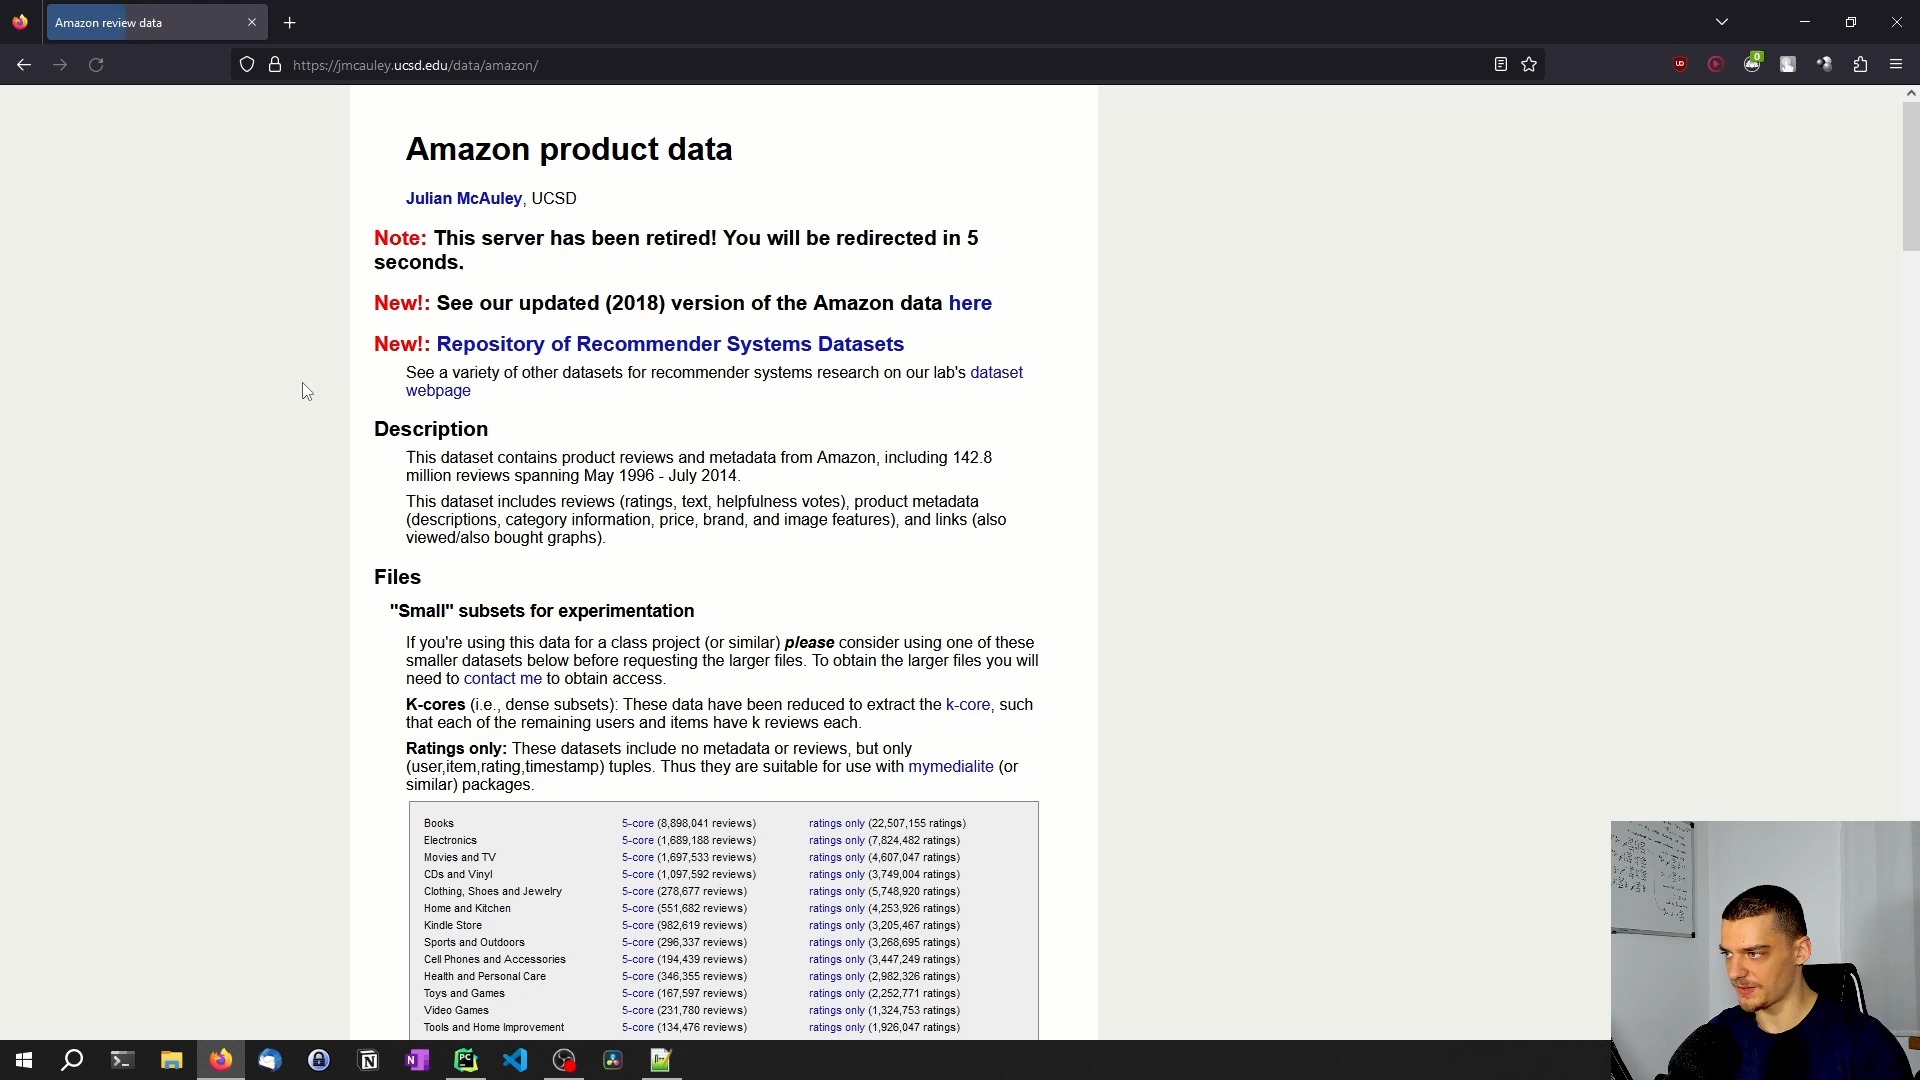 Amazon review data
https://jmcauley.ucsd.edu/data/amazon/
0
Amazon product data
Julian McAuley, UCSD
Note: This server has been retired! You will be redirected in 5
seconds.
New!: See our updated (2018) version of the Amazon data here
New!: Repository of Recommender Systems Datasets
See a variety of other datasets for recommender systems research on our lab's dataset
webpage
Description
This dataset contains product reviews and metadata from Amazon, including 142.8
million reviews spanning May 1996 - July 2014.
This dataset includes reviews (ratings, text, helpfulness votes), product metadata
(descriptions, category information, price, brand, and image features), and links (also
viewed/also bought graphs).
Files
"Small" subsets for experimentation
If you're using this data for a class project (or similar) please consider using one of these
smaller datasets below before requesting the larger files. To obtain the larger files you will
need to contact me to obtain access.
K-cores (i.e., dense subsets): These data have been reduced to extract the k-core, such
that each of the remaining users and items have k reviews each.
Ratings only: These datasets include no metadata or reviews, but only
(user,item,rating,timestamp) tuples. Thus they are suitable for use with mymedialite (or
similar) packages.
Books 5-core (8,898,041 reviews) ratings only (22,507,155 ratings)
Electronics 5-core (1,689,188 reviews) ratings only (7,824,482 ratings)
Movies and TV 5-core (1,697,533 reviews) ratings only (4,607,047 ratings)
CDs and Vinyl 5-core (1,097,592 reviews) ratings only (3,749,004 ratings)
Clothing, Shoes and Jewelry 5-core (278,677 reviews) ratings only (5,748,920 ratings)
Home and Kitchen 5-core (551,682 reviews) ratings only (4,253,926 ratings)
Kindle Store 5-core (982,619 reviews) ratings only (3,205,467 ratings)
Sports and Outdoors 5-core (296,337 reviews) ratings only (3,268,695 ratings)
Cell Phones and Accessories 5-core (194,439 reviews) ratings only (3,447,249 ratings)
Health and Personal Care 5-core (346,355 reviews) ratings only (2,982,326 ratings)
Toys and Games 5-core (167,597 reviews) ratings only (2,252,771 ratings)
Video Games 5-core (231,780 reviews) ratings only (1,324,753 ratings)
Tools and Home Improvement 5-core (134,476 reviews) ratings only (1,926,047 ratings)